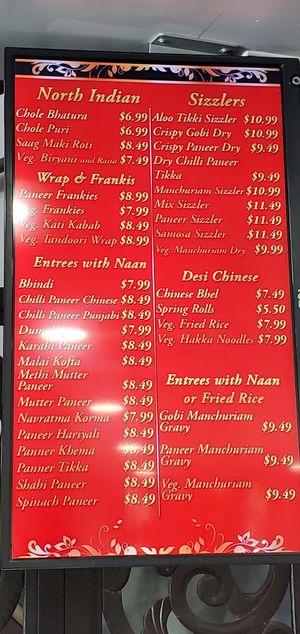 North Indian
Chole Bhatura $6.99
Chole Puri $6.99
Saag Maki Roti $8.49
Veg. Biryani and Raita $7.49
Wrap & Frankis
Paneer Frankies $8.99
Veg. Frankies $7.99
Veg. Kati Kabab $8.49
Veg. Tandoori Wrap $8.99
Entrees with Naan
Bhindi $7.99
Chilli Paneer Chinese $8.49
Chilli Paneer Punjabi $8.49
Dum $7.99
Karahi Paneer $8.49
Malai Kofta $8.49
Methi Mutter
Paneer $8.49
Mutter Paneer $8.49
Navratma Korma $7.99
Paneer Hariyali $8.49
Panner Khema $8.49
Panner Tikka $8.49
Shahi Paneer $8.49
Spinach Paneer $8.49
Sizzlers
Aloo Tikki Sizzler $10.99
Crispy Gobi Dry $10.99
Crispy Paneer Dry $9.49
Dry Chilli Paneer
Tikka $9.49
Manchuriam Sizzler $10.99
Mix Sizzler $11.49
Paneer Sizzler $11.49
Samosa Sizzler $11.49
Veg. Manchuriam Dry $9.99
Desi Chinese
Chinese Bhel $7.49
Spring Rolls $5.50
Veg. Fried Rice $7.99
Veg. Hakka Noodles $7.99
Entrees with Naan
or Fried Rice
Gobi Manchuriam
Gravy $9.49
Paneer Manchuriam
Gravy $9.49
Veg. Manchuriam
Gravy $9.49